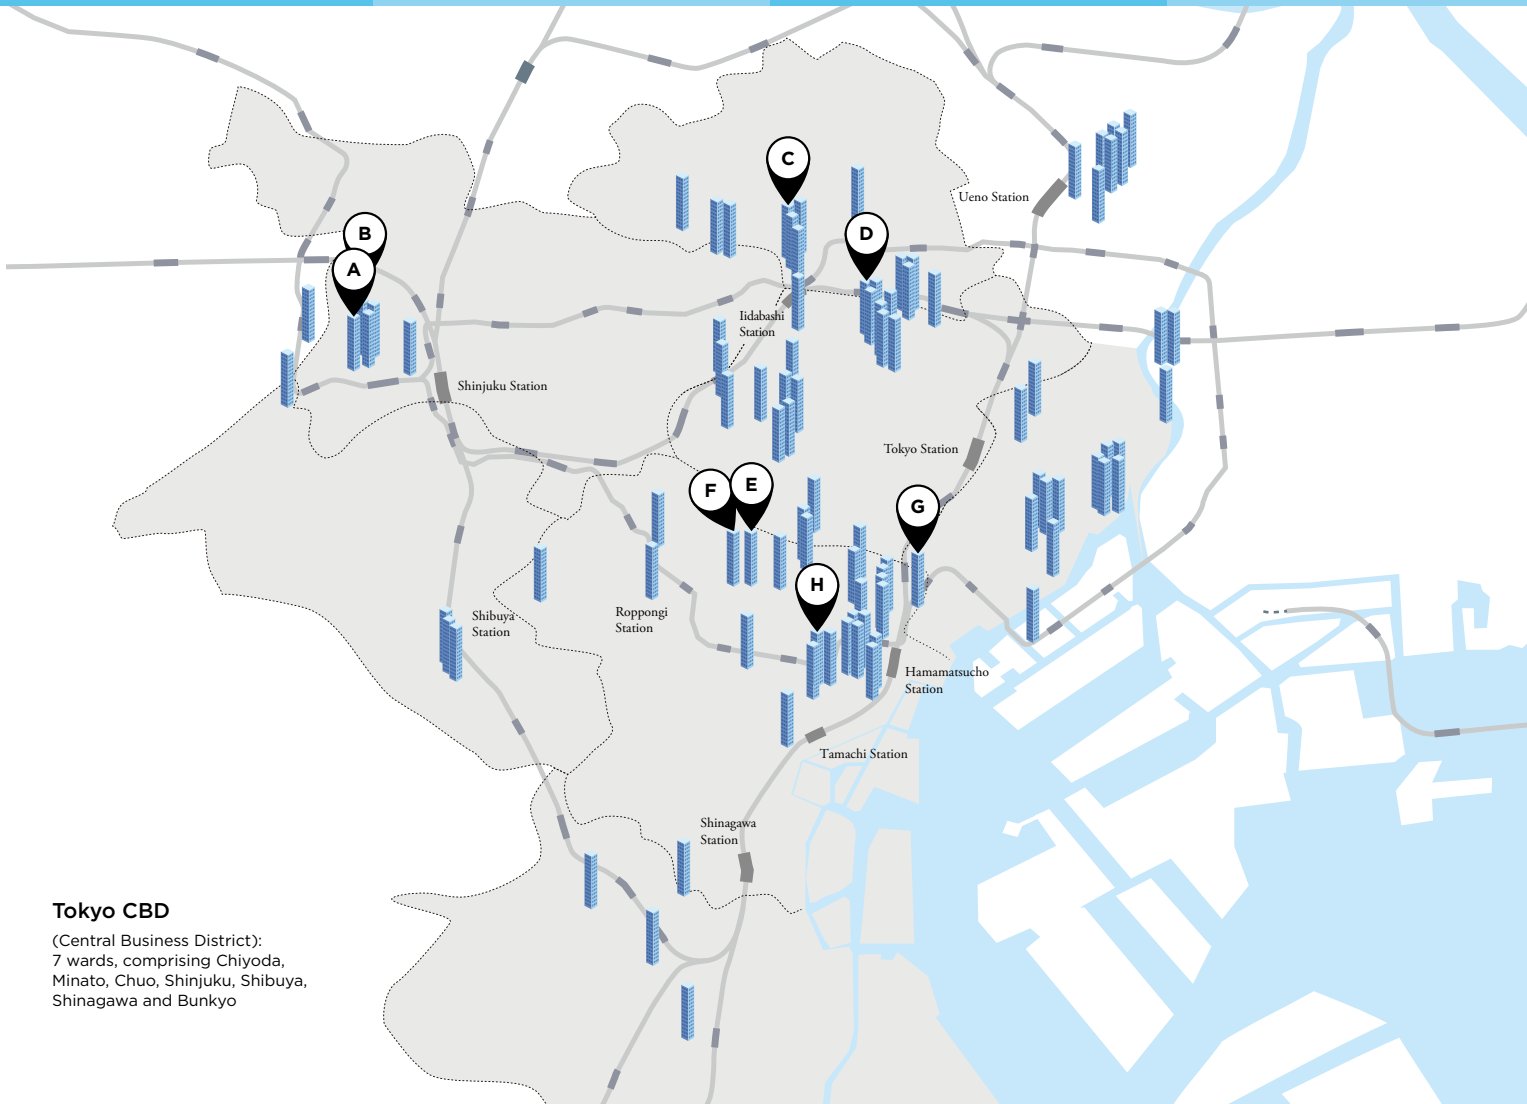 C
Ueno Station
B
D
A
Iidabashi
Station
Shinjuku Station
Tokyo Station
F
E
G
H
Shibuya
Station
Roppongi
Station
Hamamatsucho
Station
Tamachi Station
Shinagawa
Station
Tokyo CBD
(Central Business District):
7 wards, comprising Chiyoda,
Minato, Chuo, Shinjuku, Shibuya,
Shinagawa and Bunkyo